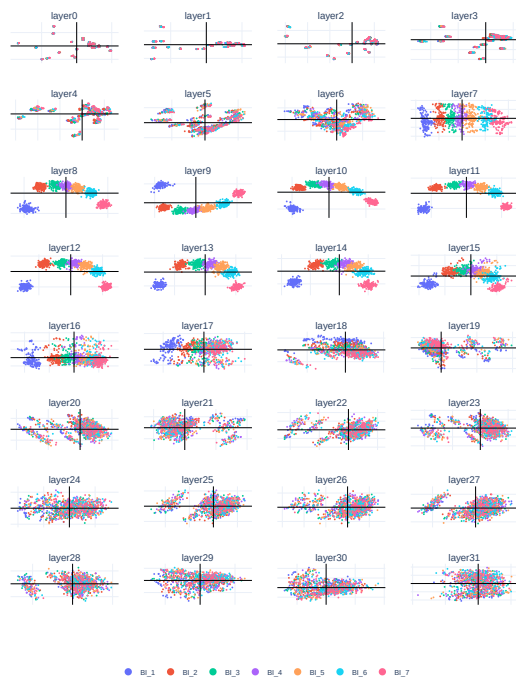 layer0 layer1 layer2 layer3
layer4 layer5 layer6 layer7
layer8 layer9 layer10 layer11
layer12 layer13 layer14 layer15
layer16 layer17 layer18 layer19
layer20 layer21 layer22 layer23
layer24 layer25 layer26 layer27
layer28 layer29 layer30 layer31
BI_1 BI_2 BI_3 BI_4 BI_5 BI_6 BI_7